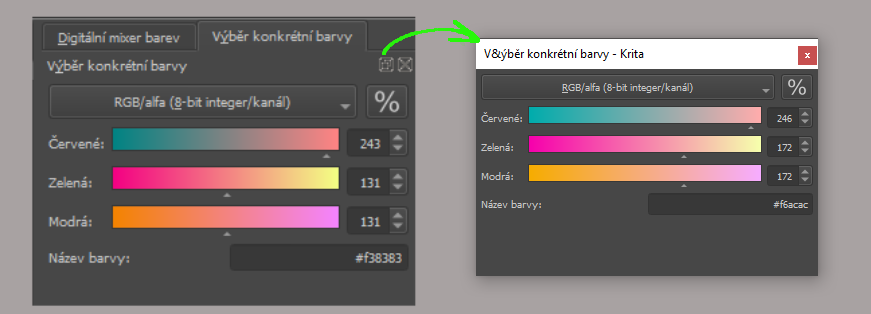 Digitální mixer barev
Výběr konkrétní barvy
Výběr konkrétní barvy
RGB/alfa (8-bit integer/kanál)
%
Červené:
243
Zelená:
131
Modrá:
131
Název barvy:
#f38383
V&ýběr konkrétní barvy - Krita
x
RGB/alfa (8-bit integer/kanál)
%
Červené:
246
Zelená:
172
Modrá:
172
Název barvy:
#f6acac